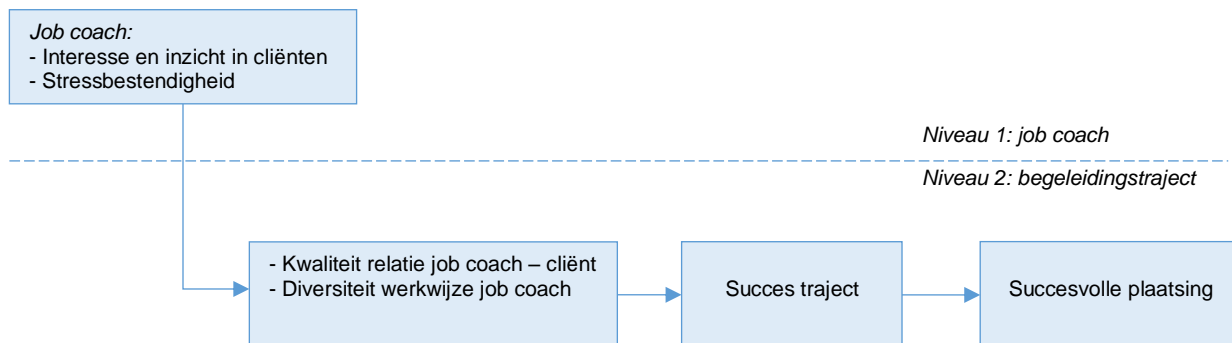 Job coach:
- Interesse en inzicht in cliënten
- Stressbestendigheid
Niveau 1: job coach
Niveau 2: begeleidingstraject
- Kwaliteit relatie job coach – cliënt
- Diversiteit werkwijze job coach
Succes traject
Succesvolle plaatsing